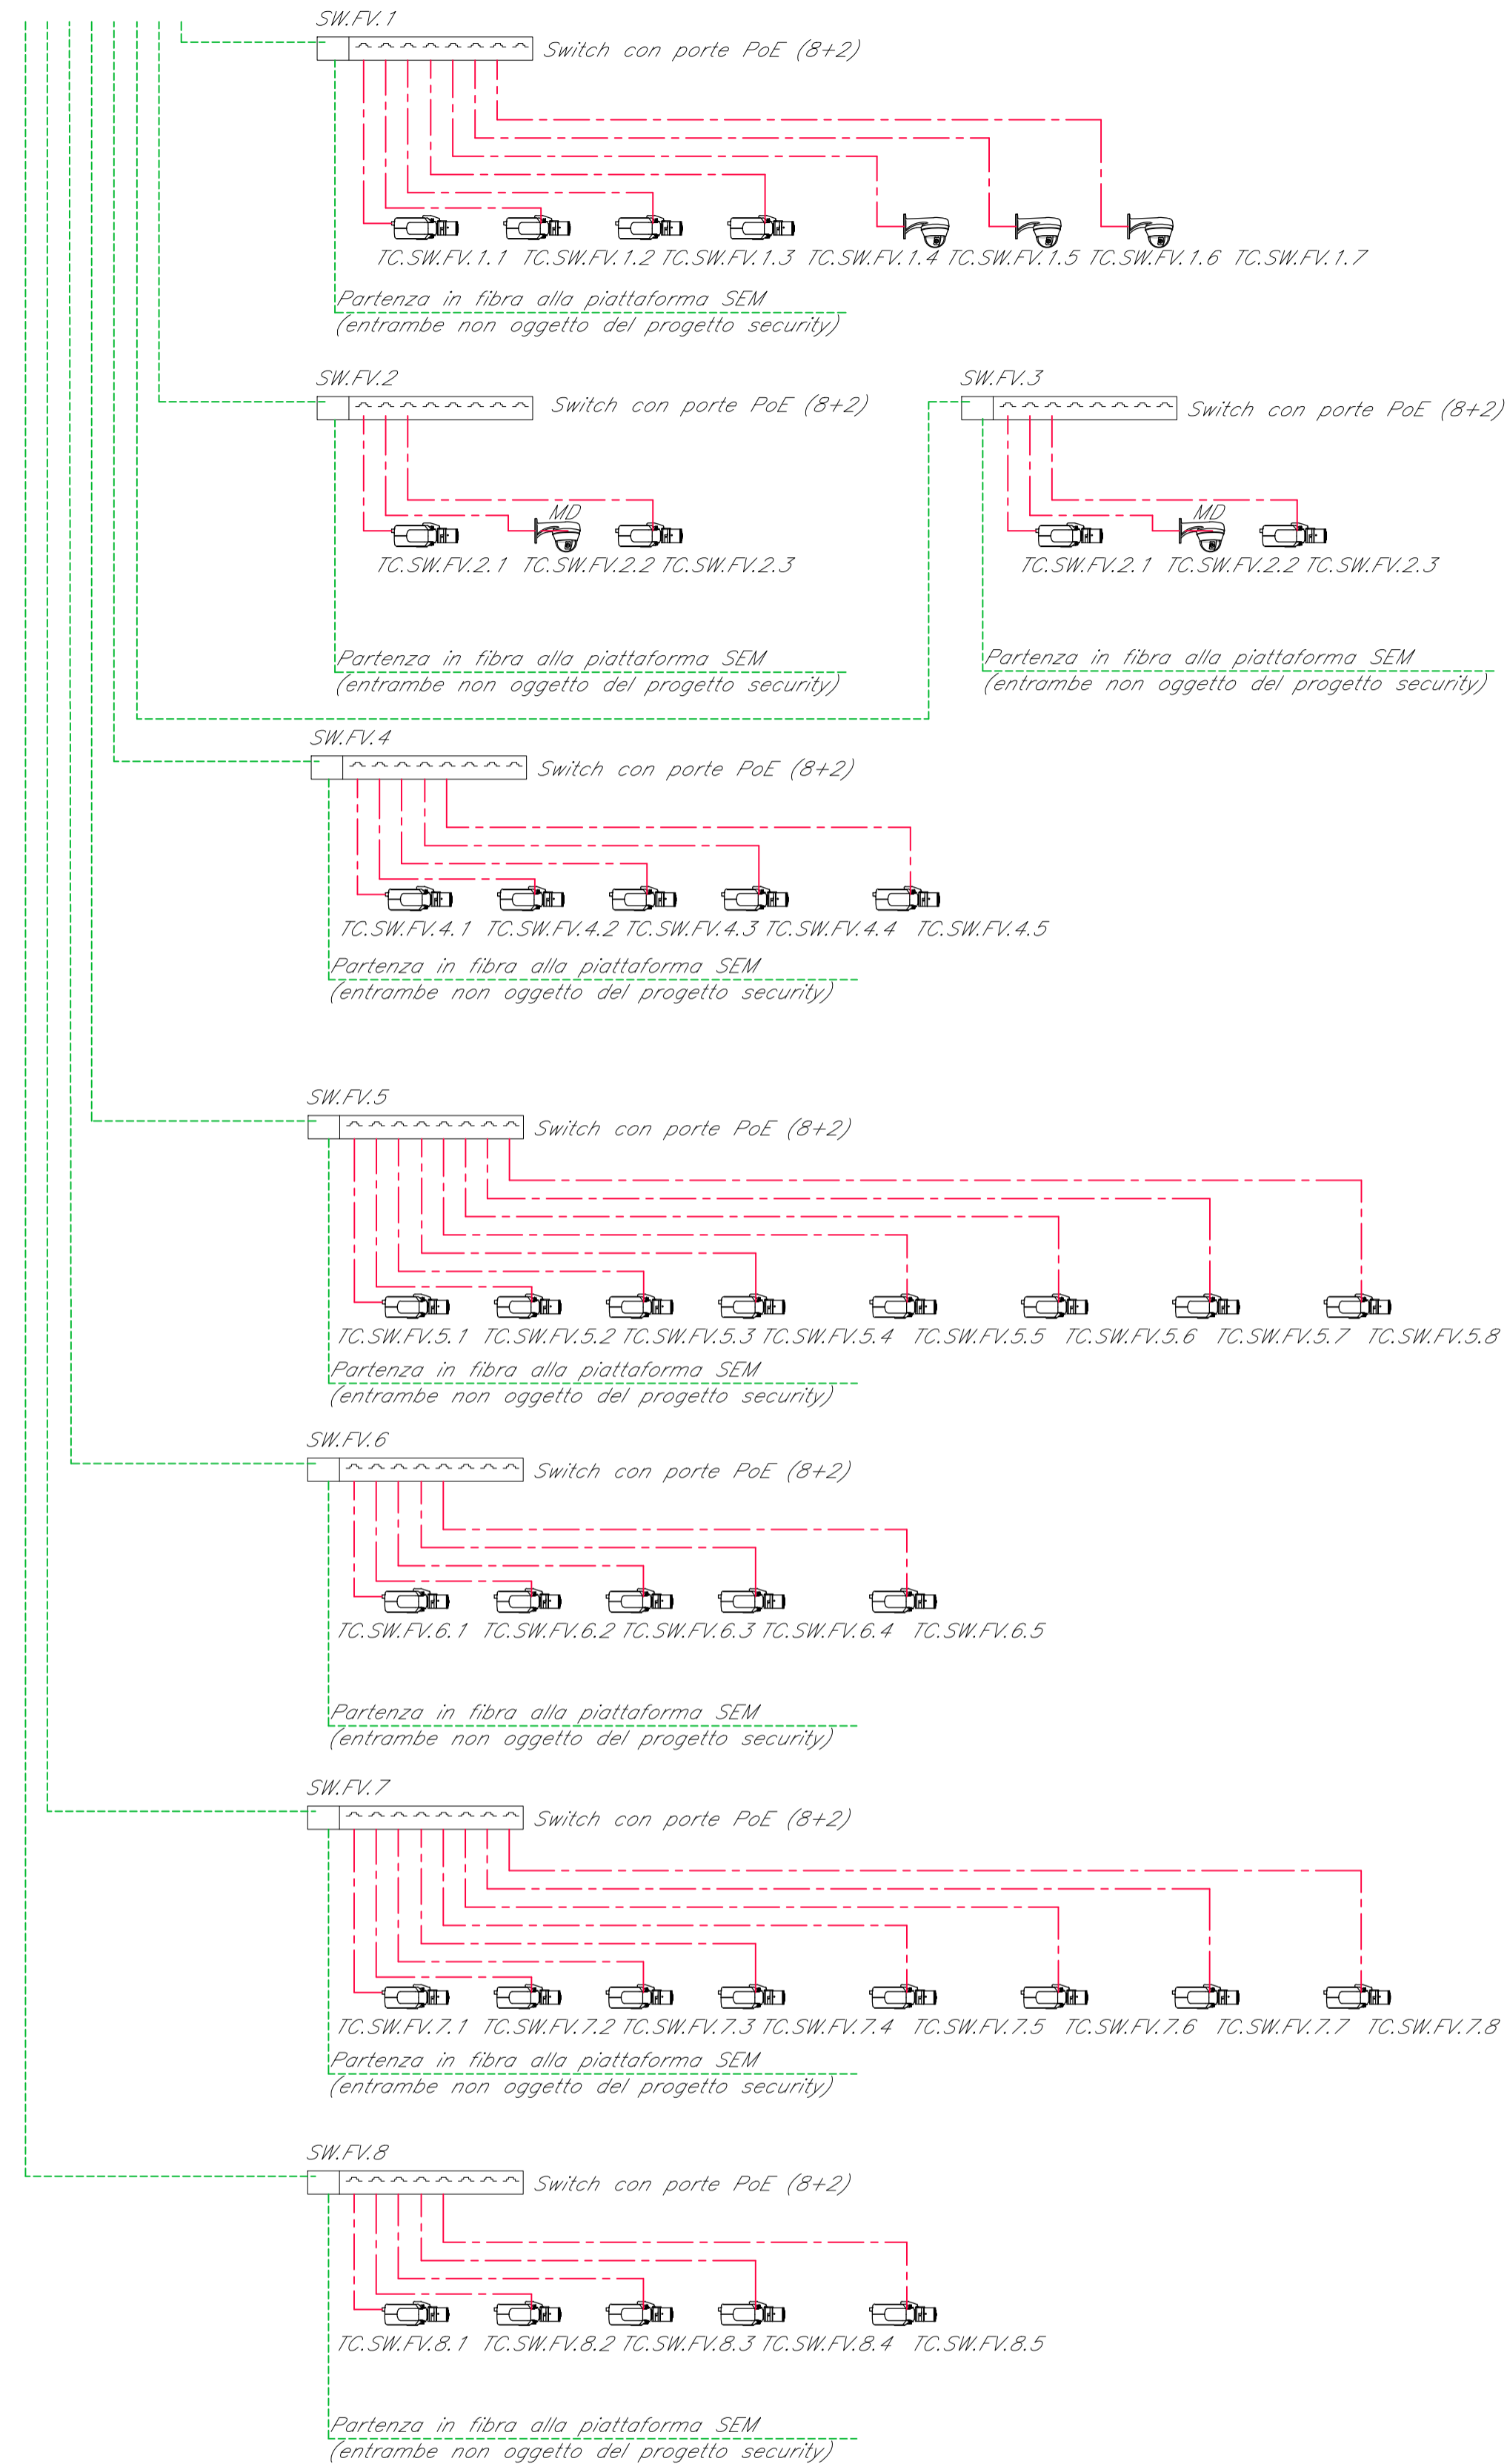 SW.FV.1
Switch con porte PoE (8+2)
TC.SW.FV.1.1 TC.SW.FV.1.2 TC.SW.FV.1.3 TC.SW.FV.1.4 TC.SW.FV.1.5 TC.SW.FV.1.6 TC.SW.FV.1.7
Partenza in fibra alla piattaforma SEM
(entrambe non oggetto del progetto security)
SW.FV.2
Switch con porte PoE (8+2)
MD
TC.SW.FV.2.1 TC.SW.FV.2.2 TC.SW.FV.2.3
Partenza in fibra alla piattaforma SEM
(entrambe non oggetto del progetto security)
SW.FV.3
Switch con porte PoE (8+2)
MD
TC.SW.FV.2.1 TC.SW.FV.2.2 TC.SW.FV.2.3
Partenza in fibra alla piattaforma SEM
(entrambe non oggetto del progetto security)
SW.FV.4
Switch con porte PoE (8+2)
TC.SW.FV.4.1 TC.SW.FV.4.2 TC.SW.FV.4.3 TC.SW.FV.4.4 TC.SW.FV.4.5
Partenza in fibra alla piattaforma SEM
(entrambe non oggetto del progetto security)
SW.FV.5
Switch con porte PoE (8+2)
TC.SW.FV.5.1 TC.SW.FV.5.2 TC.SW.FV.5.3 TC.SW.FV.5.4 TC.SW.FV.5.5 TC.SW.FV.5.6 TC.SW.FV.5.7 TC.SW.FV.5.8
Partenza in fibra alla piattaforma SEM
(entrambe non oggetto del progetto security)
SW.FV.6
Switch con porte PoE (8+2)
TC.SW.FV.6.1 TC.SW.FV.6.2 TC.SW.FV.6.3 TC.SW.FV.6.4 TC.SW.FV.6.5
Partenza in fibra alla piattaforma SEM
(entrambe non oggetto del progetto security)
SW.FV.7
Switch con porte PoE (8+2)
TC.SW.FV.7.1 TC.SW.FV.7.2 TC.SW.FV.7.3 TC.SW.FV.7.4 TC.SW.FV.7.5 TC.SW.FV.7.6 TC.SW.FV.7.7 TC.SW.FV.7.8
Partenza in fibra alla piattaforma SEM
(entrambe non oggetto del progetto security)
SW.FV.8
Switch con porte PoE (8+2)
TC.SW.FV.8.1 TC.SW.FV.8.2 TC.SW.FV.8.3 TC.SW.FV.8.4 TC.SW.FV.8.5
Partenza in fibra alla piattaforma SEM
(entrambe non oggetto del progetto security)